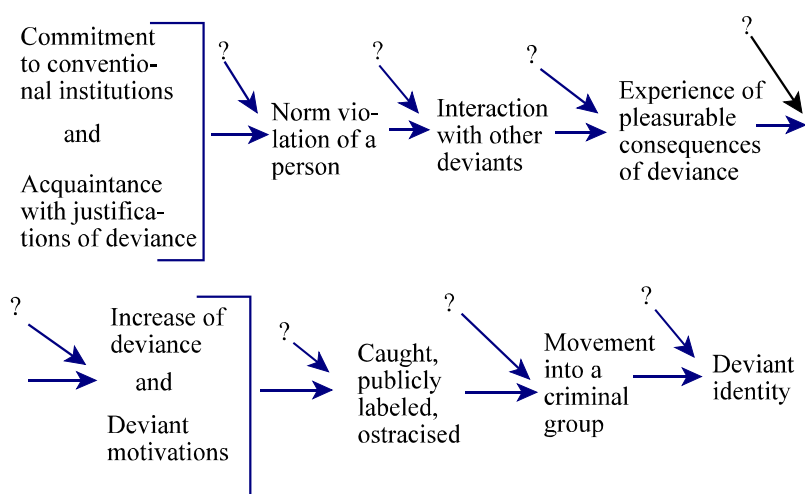 ?
?
?
?
Commitment
to conventio-
nal institutions
and
Acquaintance
with justifica-
tions of deviance
Norm vio-
lation of a
person
Interaction
with other
deviants
Experience of
pleasurable
consequences
of deviance
?
Increase of
deviance
and
Deviant
motivations
?
Caught,
publicly
labeled,
ostracised
?
Movement
into a
criminal
group
?
Deviant
identity